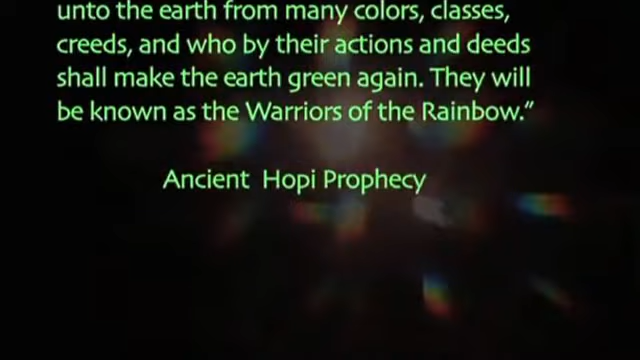 unto the earth from many colors, classes,
creeds, and who by their actions and deeds
shall make the earth green again. They will
be known as the Warriors of the Rainbow.”
Ancient Hopi Prophecy